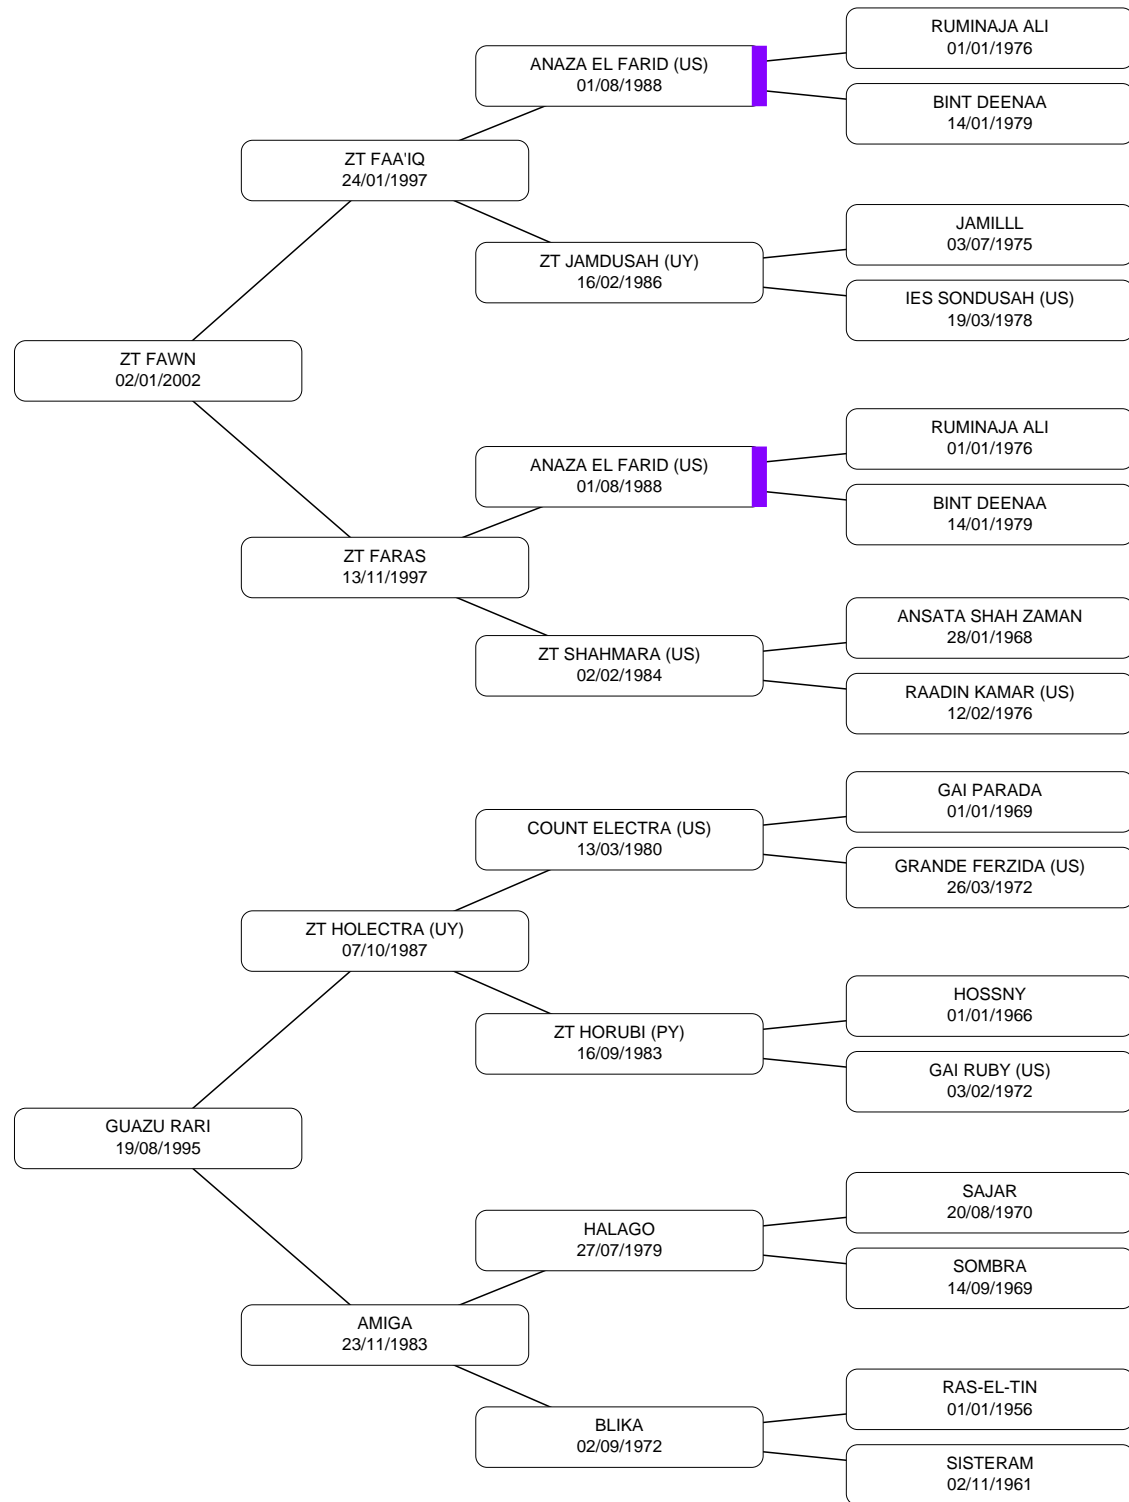 RUMINAJA ALI
01/01/1976
ANAZA EL FARID (US)
01/08/1988
BINT DEENAA
14/01/1979
ZT FAA'IQ
24/01/1997
JAMILLL
03/07/1975
ZT JAMDUSAH (UY)
16/02/1986
IES SONDUSAH (US)
19/03/1978
ZT FAWN
02/01/2002
RUMINAJA ALI
01/01/1976
ANAZA EL FARID (US)
01/08/1988
BINT DEENAA
14/01/1979
ZT FARAS
13/11/1997
ANSATA SHAH ZAMAN
28/01/1968
ZT SHAHMARA (US)
02/02/1984
RAADIN KAMAR (US)
12/02/1976
GAI PARADA
01/01/1969
COUNT ELECTRA (US)
13/03/1980
GRANDE FERZIDA (US)
26/03/1972
ZT HOLECTRA (UY)
07/10/1987
HOSSNY
01/01/1966
ZT HORUBI (PY)
16/09/1983
GAI RUBY (US)
03/02/1972
GUAZU RARI
19/08/1995
SAJAR
20/08/1970
HALAGO
27/07/1979
SOMBRA
14/09/1969
AMIGA
23/11/1983
RAS-EL-TIN
01/01/1956
BLIKA
02/09/1972
SISTERAM
02/11/1961